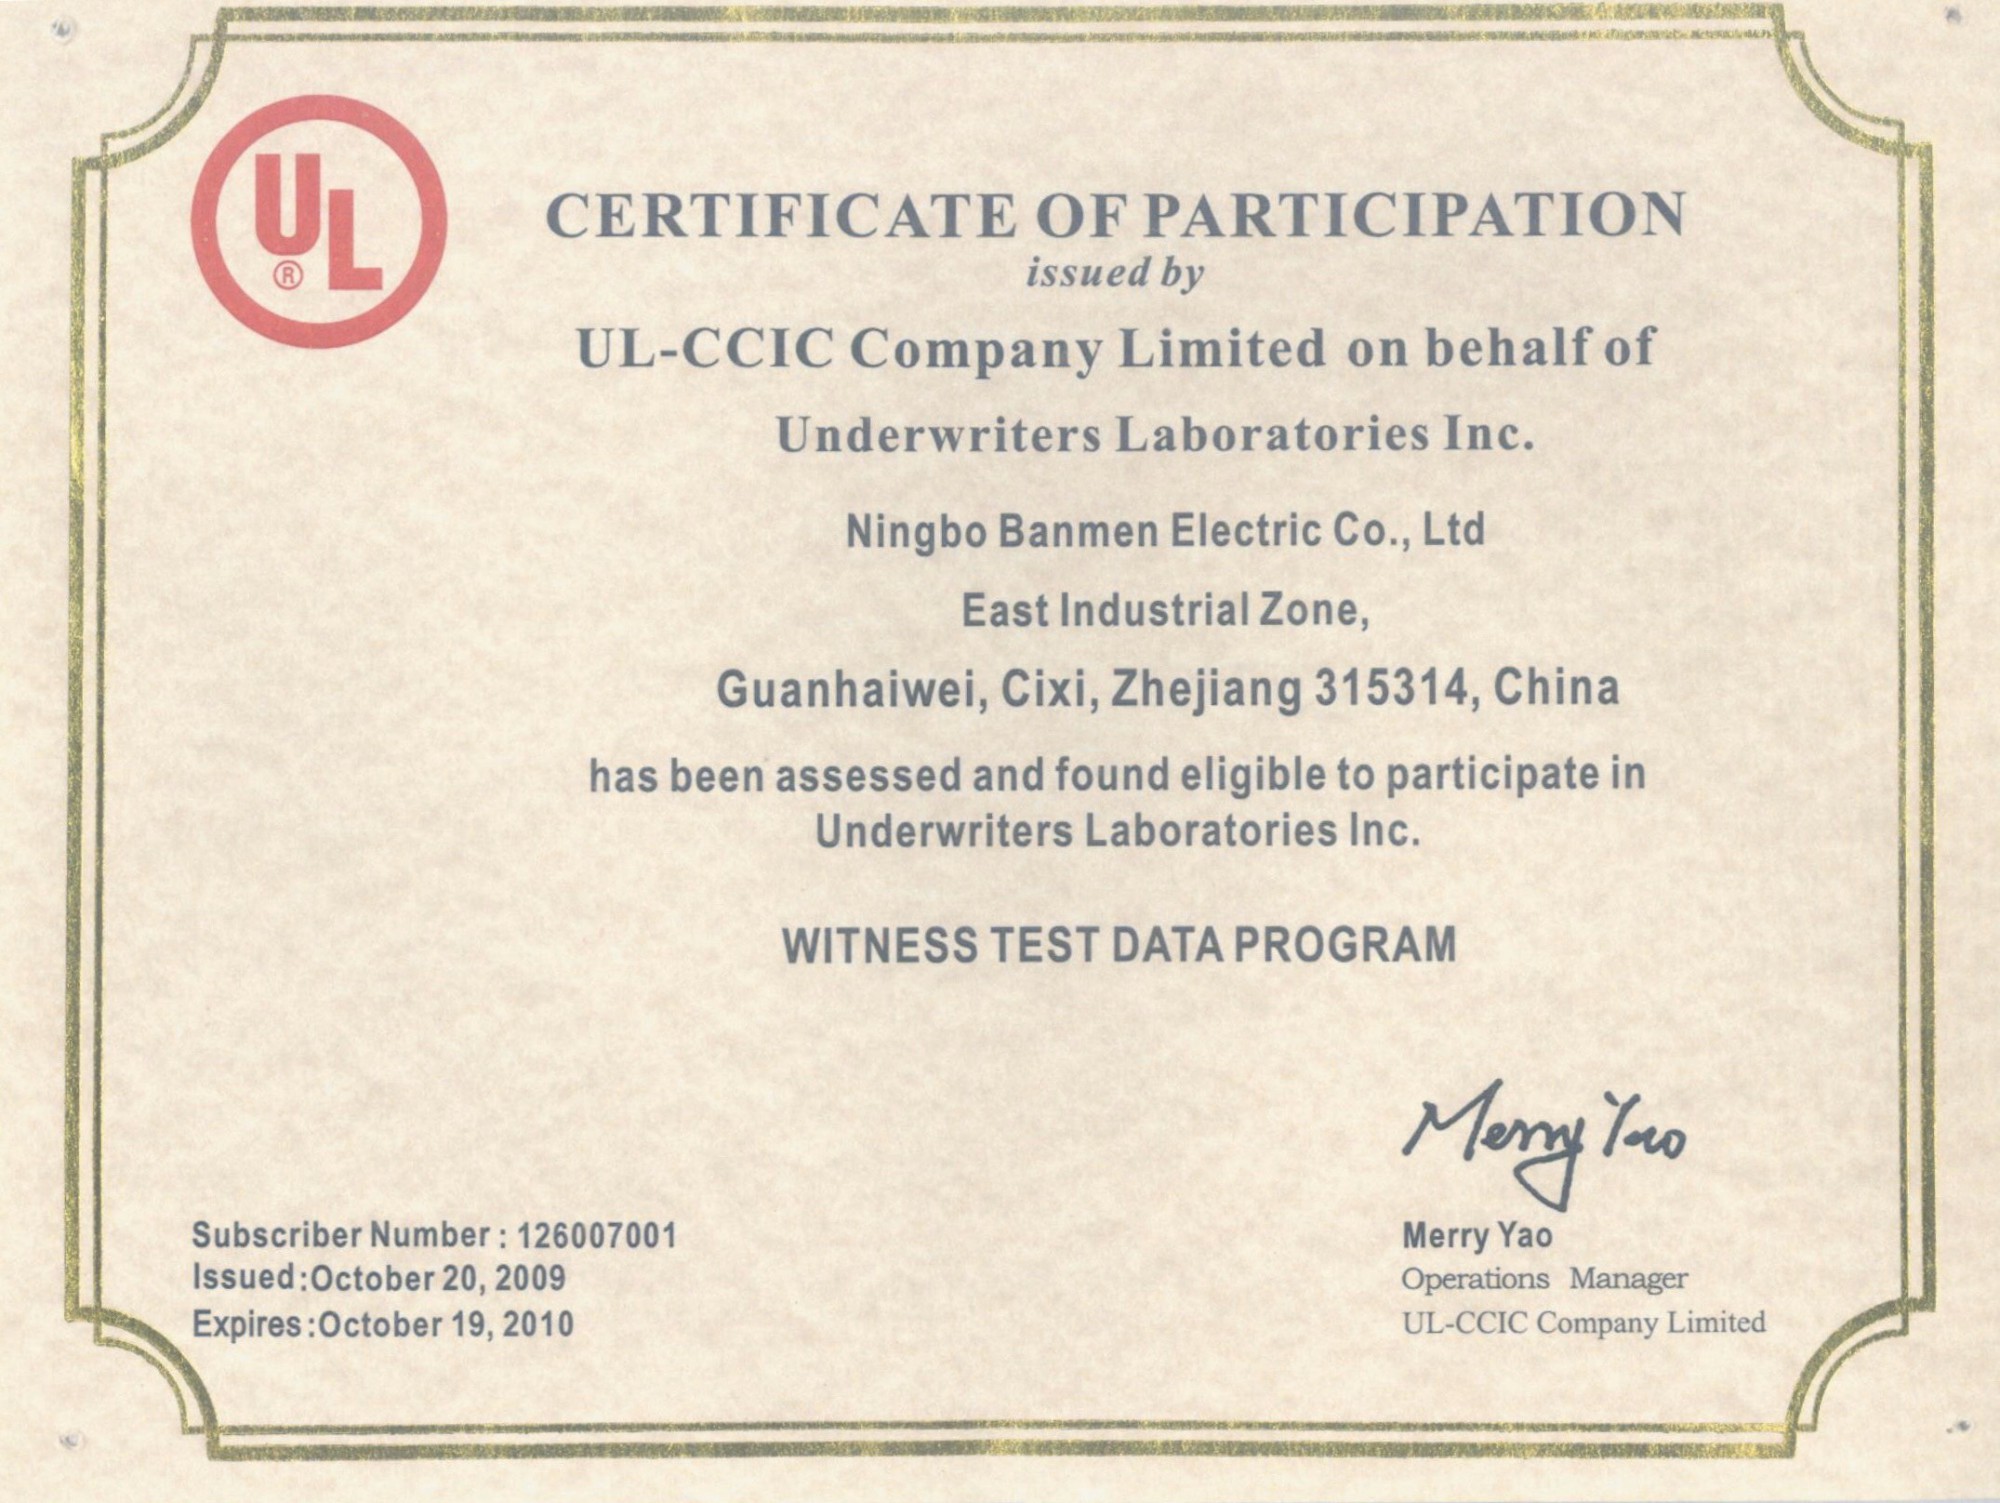 UL
®
CERTIFICATE OF PARTICIPATION
issued by
UL-CCIC Company Limited on behalf of
Underwriters Laboratories Inc.
Ningbo Banmen Electric Co., Ltd
East Industrial Zone,
Guanhaiwei, Cixi, Zhejiang 315314, China
has been assessed and found eligible to participate in
Underwriters Laboratories Inc.
WITNESS TEST DATA PROGRAM
Merry Yao
Subscriber Number : 126007001
Issued:October 20, 2009
Expires:October 19, 2010
Merry Yao
Operations Manager
UL-CCIC Company Limited